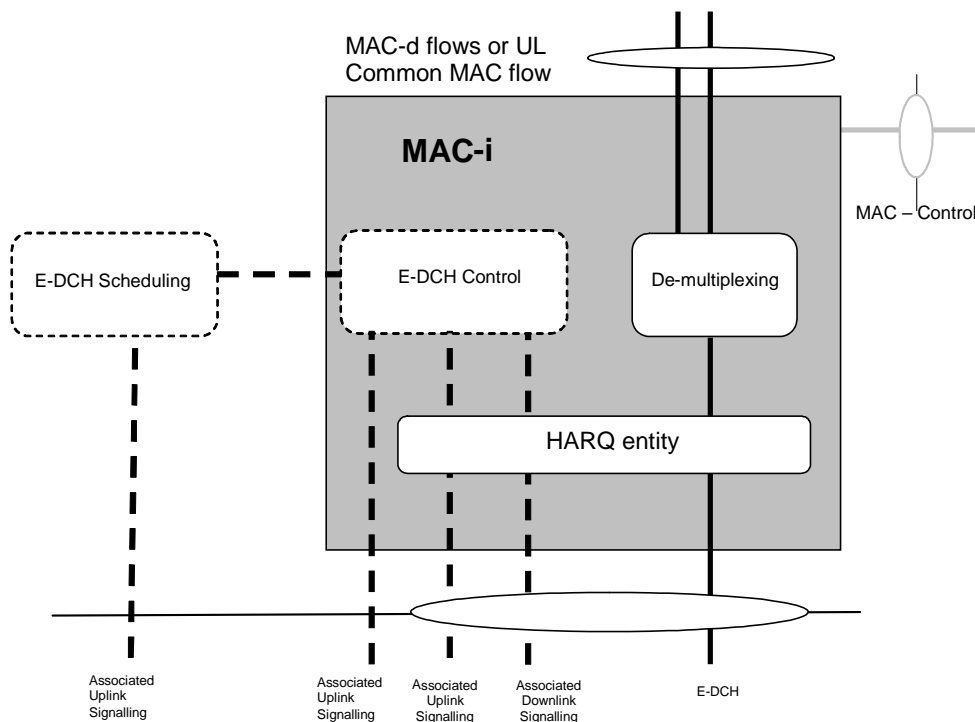 MAC-d flows or UL
Common MAC flow
MAC-i
MAC – Control
E-DCH Scheduling
E-DCH Control
De-multiplexing
HARQ entity
Associated
Uplink
Signalling
Associated
Uplink
Signalling
Associated
Uplink
Signalling
Associated
Downlink
Signalling
E-DCH